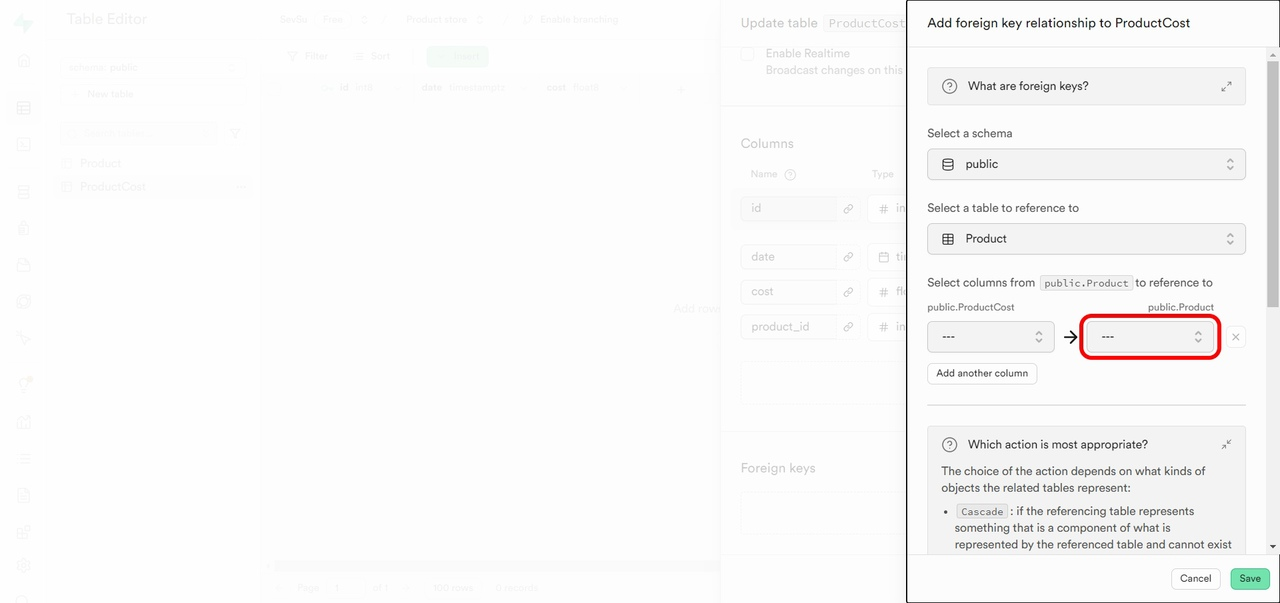 Table Editor
SavSo Free Product store Enable branching
Update table ProductCost
Add foreign key relationship to ProductCost
schema public
New table
Filter Sort Insert
Enable Realtime
Broadcast changes on this
id int8 date timestamptz cost float8
Product
ProductCost
Columns
Name Type
id
date
cost
product_id
Add rows
Foreign keys
Page 1 of 1 100 rows 0 records
What are foreign keys?
Select a schema
public
Select a table to reference to
Product
Select columns from public.Product to reference to
public.ProductCost public.Product
--- ---
Add another column
Which action is most appropriate?
The choice of the action depends on what kinds of
objects the related tables represent:
• Cascade : if the referencing table represents
something that is a component of what is
represented by the referenced table and cannot exist
Cancel Save